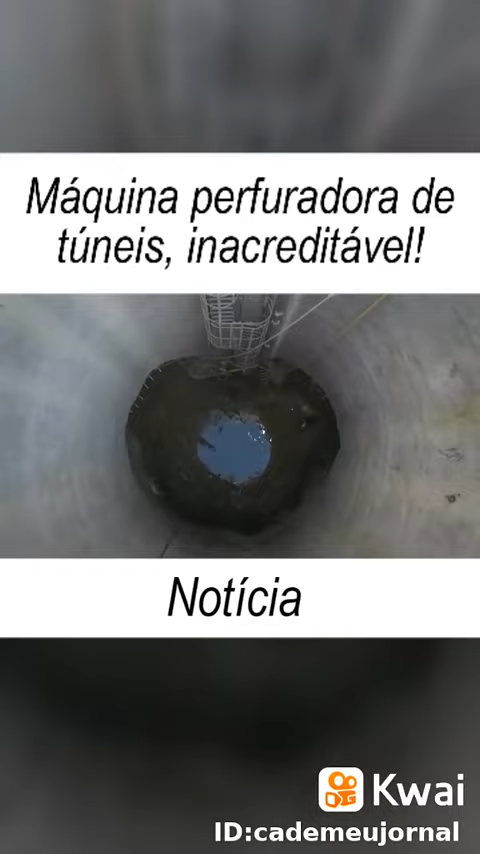 Máquina perfuradora de
túneis, inacreditável!
Notícia
Kwai
ID:cademeujornal